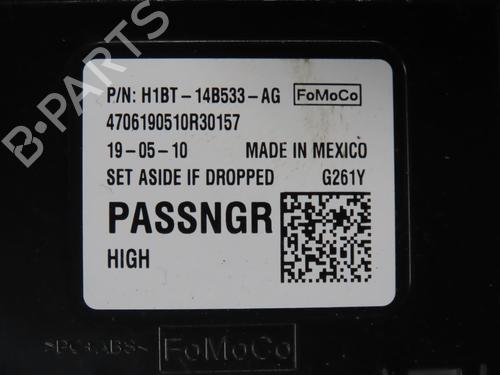 B-Parts
P/N: H1BT-14B533-AG FoMoCo
4706190510R30157
19-05-10 MADE IN MEXICO
SET ASIDE IF DROPPED G261Y
PASSNGR
HIGH
>PC+ABS< FoMoCo